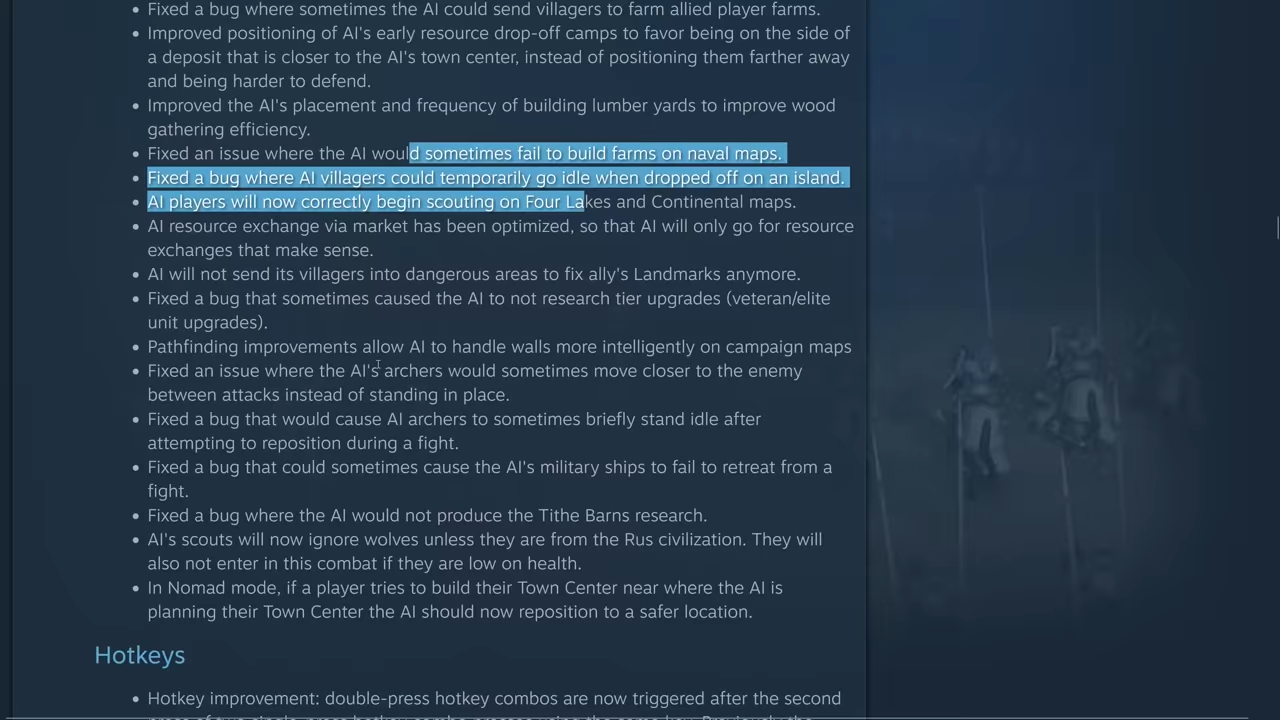 Fixed a bug where sometimes the AI could send villagers to farm allied player farms.
Improved positioning of AI's early resource drop-off camps to favor being on the side of
a deposit that is closer to the AI's town center, instead of positioning them farther away
and being harder to defend.
Improved the AI's placement and frequency of building lumber yards to improve wood
gathering efficiency.
Fixed an issue where the AI would sometimes fail to build farms on naval maps.
Fixed a bug where AI villagers could temporarily go idle when dropped off on an island.
AI players will now correctly begin scouting on Four Lakes and Continental maps.
AI resource exchange via market has been optimized, so that AI will only go for resource
exchanges that make sense.
AI will not send its villagers into dangerous areas to fix ally's Landmarks anymore.
Fixed a bug that sometimes caused the AI to not research tier upgrades (veteran/elite
unit upgrades).
Pathfinding improvements allow AI to handle walls more intelligently on campaign maps
Fixed an issue where the AI's archers would sometimes move closer to the enemy
between attacks instead of standing in place.
Fixed a bug that would cause AI archers to sometimes briefly stand idle after
attempting to reposition during a fight.
Fixed a bug that could sometimes cause the AI's military ships to fail to retreat from a
fight.
Fixed a bug where the AI would not produce the Tithe Barns research.
AI's scouts will now ignore wolves unless they are from the Rus civilization. They will
also not enter in this combat if they are low on health.
In Nomad mode, if a player tries to build their Town Center near where the AI is
planning their Town Center the AI should now reposition to a safer location.
Hotkeys
Hotkey improvement: double-press hotkey combos are now triggered after the second